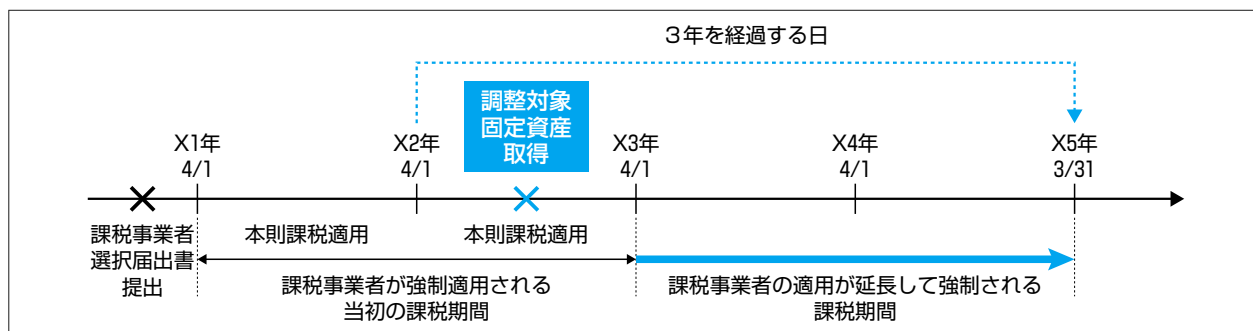 ３年を経過する日
調整対象
固定資産
取得
X1年
4/1
X2年
4/1
X3年
4/1
X4年
4/1
X5年
3/31
課税事業者
選択届出書
提出
本則課税適用
本則課税適用
課税事業者が強制適用される
当初の課税期間
課税事業者の適用が延長して強制される
課税期間